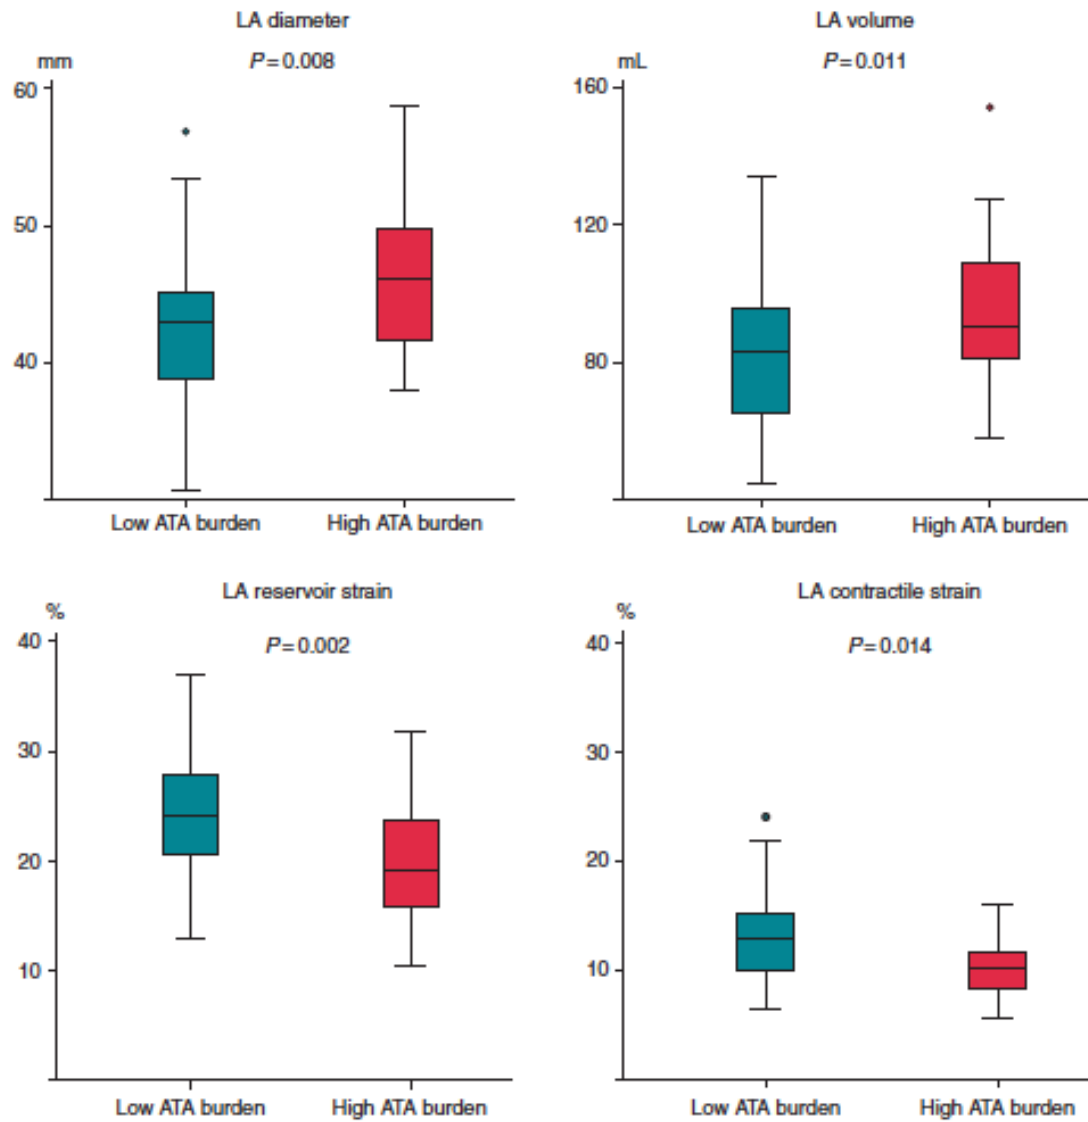 LA diameter
mm
P=0.008
60
50
40
Low ATA burden
High ATA burden
LA volume
mL
P=0.011
160
120
80
Low ATA burden
High ATA burden
LA reservoir strain
%
P=0.002
40
30
20
10
Low ATA burden
High ATA burden
LA contractile strain
%
P=0.014
40
30
20
10
Low ATA burden
High ATA burden